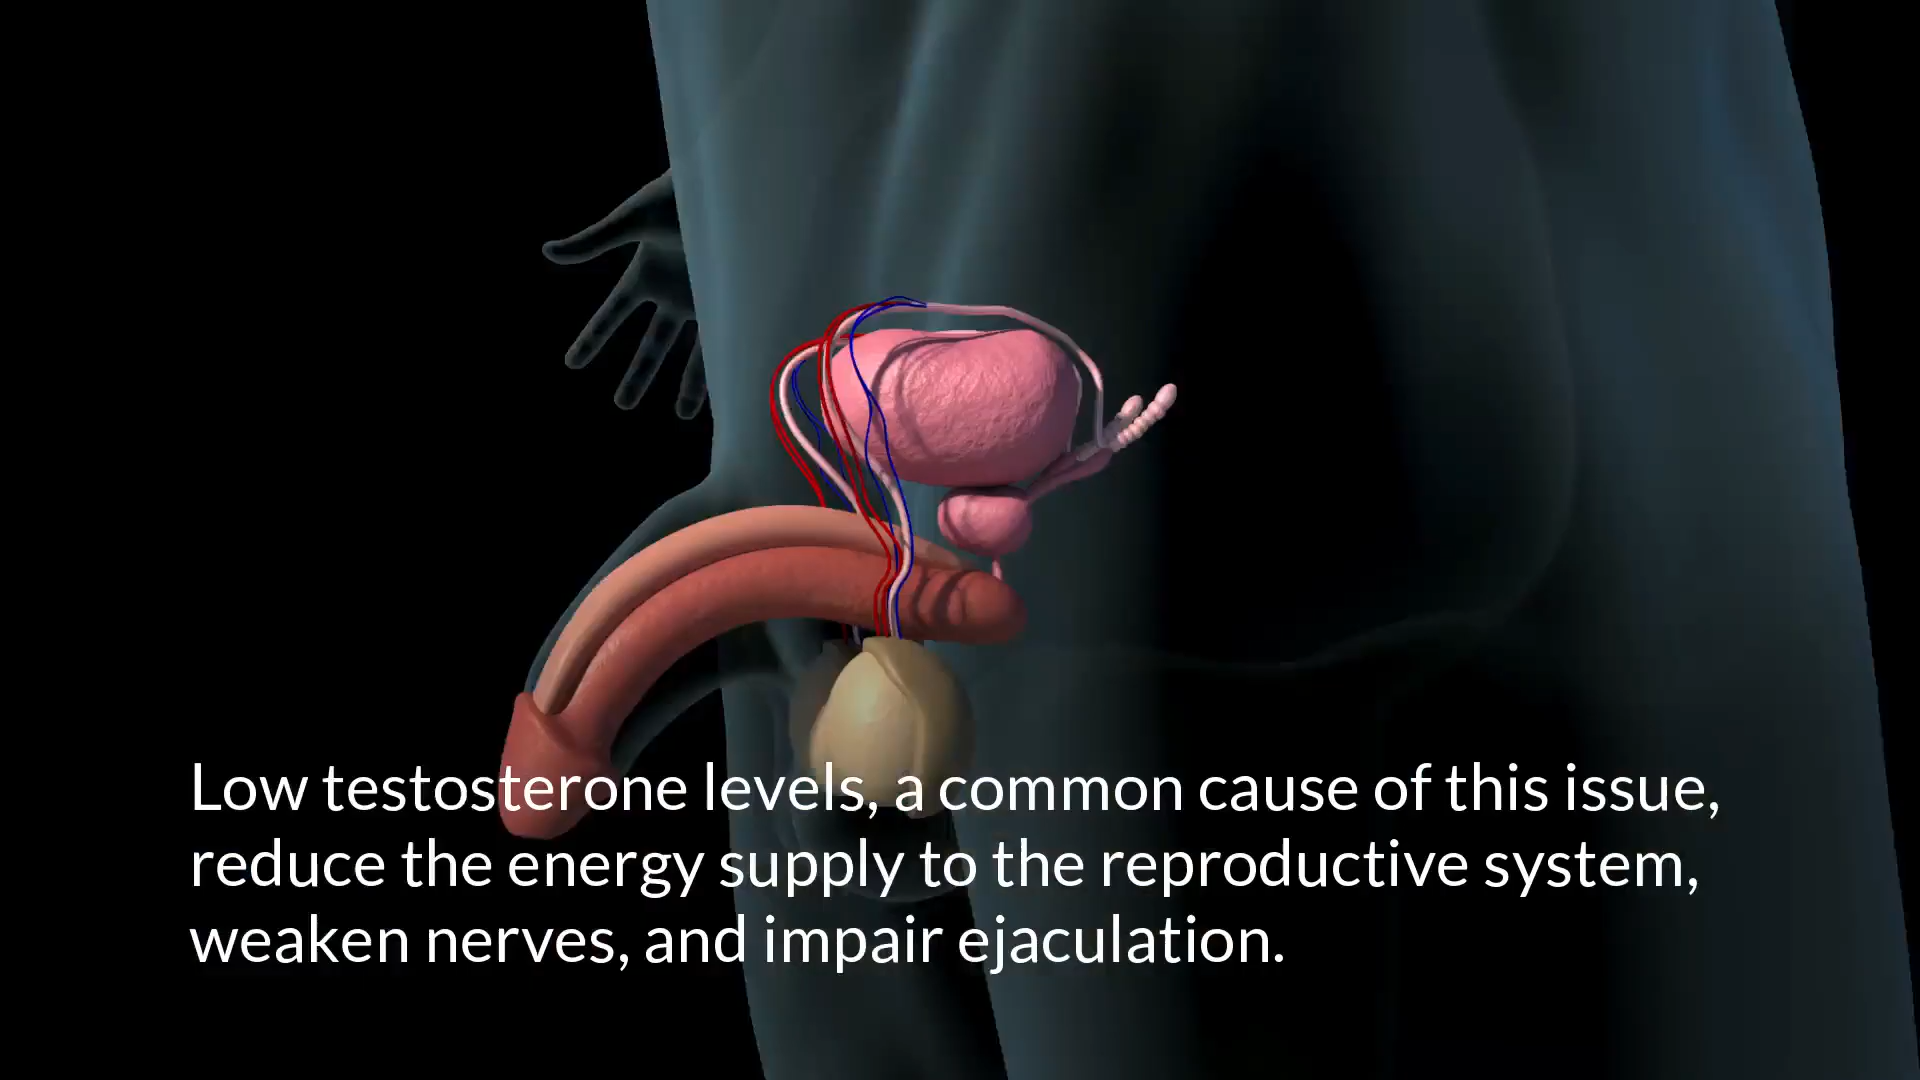 Low testosterone levels, a common cause of this issue,
reduce the energy supply to the reproductive system,
weaken nerves, and impair ejaculation.